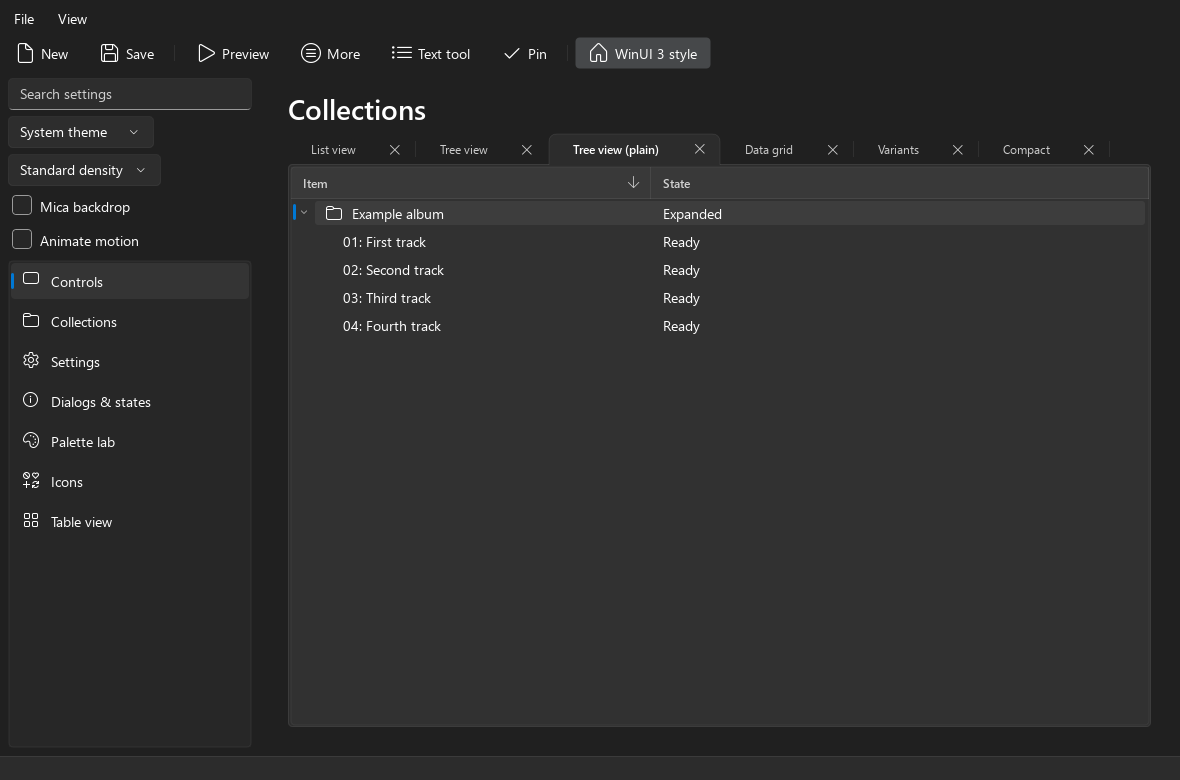 File View
New Save Preview More Text tool Pin WinUI 3 style
Search settings
System theme
Standard density
Mica backdrop
Animate motion
Controls
Collections
Settings
Dialogs & states
Palette lab
Icons
Table view
Collections
List view Tree view Tree view (plain) Data grid Variants Compact
Item State
Example album Expanded
01: First track Ready
02: Second track Ready
03: Third track Ready
04: Fourth track Ready